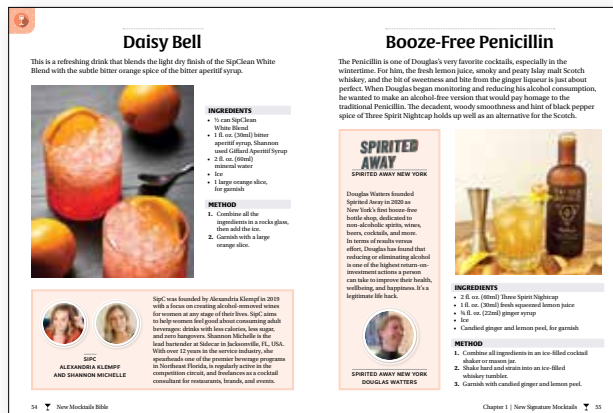 Daisy Bell
This is a refreshing drink that blends the light dry finish of the SipClean White
Blend with the subtle bitter orange spice of the bitter aperitif syrup.
INGREDIENTS
• ½ can SipClean
White Blend
• 1 fl. oz. (30ml) bitter
aperitif syrup, Shannon
used Giffard Aperitif Syrup
• 2 fl. oz. (60ml)
mineral water
• Ice
• 1 large orange slice,
for garnish
METHOD
1. Combine all the
ingredients in a rocks glass,
then add the ice.
2. Garnish with a large
orange slice.
SIPC
ALEXANDRIA KLEMPF
AND SHANNON MICHELLE
SipC was founded by Alexandria Klempf in 2019
with a focus on creating alcohol-removed wines
for women at any stage of their lives. SipC aims
to help women feel good about consuming adult
beverages: drinks with less calories, less sugar,
and zero hangovers. Shannon Michelle is the
lead bartender at Sidecar in Jacksonville, FL, USA.
With over 12 years in the service industry, she
spearheads one of the premier beverage programs
in Northeast Florida, is regularly active in the
competition circuit, and freelances as a cocktail
consultant for restaurants, brands, and events.
54 New Mocktails Bible
Booze-Free Penicillin
The Penicillin is one of Douglas's very favorite cocktails, especially in the
wintertime. For him, the fresh lemon juice, smoky and peaty Islay malt Scotch
whiskey, and the bit of sweetness and bite from the ginger liqueur is just about
perfect. When Douglas began monitoring and reducing his alcohol consumption,
he wanted to make an alcohol-free version that would pay homage to the
traditional Penicillin. The decadent, woody smoothness and hint of black pepper
spice of Three Spirit Nightcap holds up well as an alternative for the Scotch.
SPIRITED
AWAY
SPIRITED AWAY NEW YORK
Douglas Watters founded
Spirited Away in 2020 as
New York's first booze-free
bottle shop, dedicated to
non-alcoholic spirits, wines,
beers, cocktails, and more.
In terms of results versus
effort, Douglas has found that
reducing or eliminating alcohol
is one of the highest return-on-
investment actions a person
can take to improve their health,
wellbeing, and happiness. It's a
legitimate life hack.
SPIRITED AWAY NEW YORK
DOUGLAS WATTERS
INGREDIENTS
• 2 fl. oz. (60ml) Three Spirit Nightcap
• 1 fl. oz. (30ml) fresh squeezed lemon juice
• ¾ fl. oz. (22ml) ginger syrup
• Ice
• Candied ginger and lemon peel, for garnish
METHOD
1. Combine all ingredients in an ice-filled cocktail
shaker or mason jar.
2. Shake hard and strain into an ice-filled
whiskey tumbler.
3. Garnish with candied ginger and lemon peel.
Chapter 1 | New Signature Mocktails 55